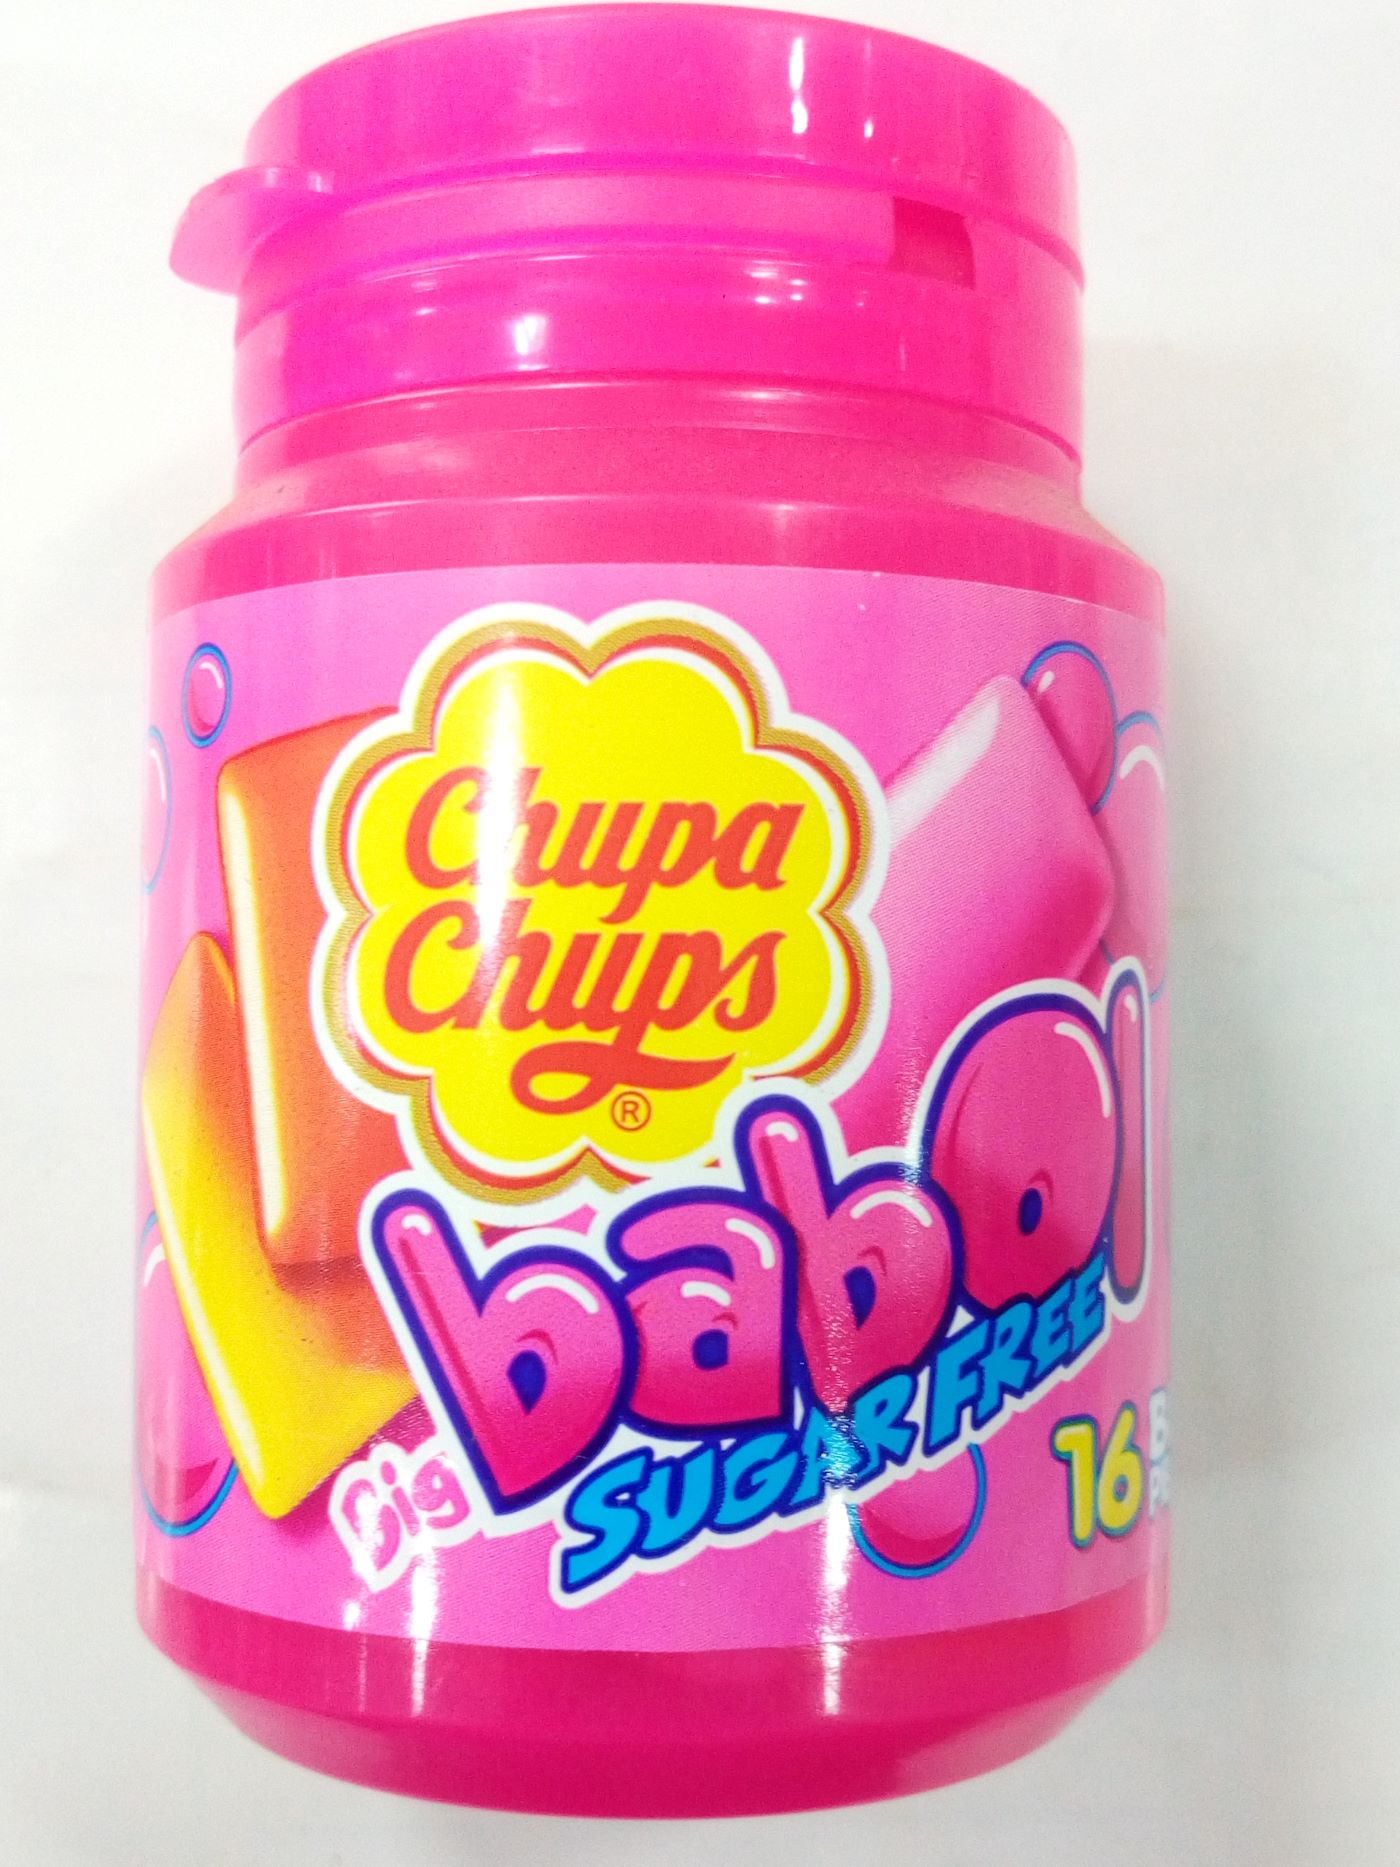 Chupa
Chups
®
Big babol
SUGAR FREE
16